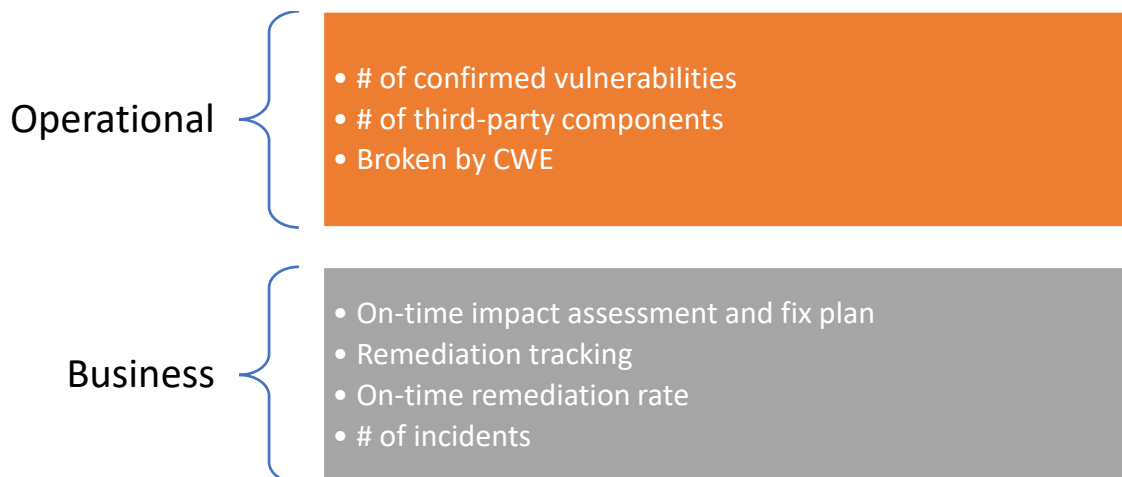 Operational
• # of confirmed vulnerabilities
• # of third-party components
• Broken by CWE
Business
• On-time impact assessment and fix plan
• Remediation tracking
• On-time remediation rate
• # of incidents